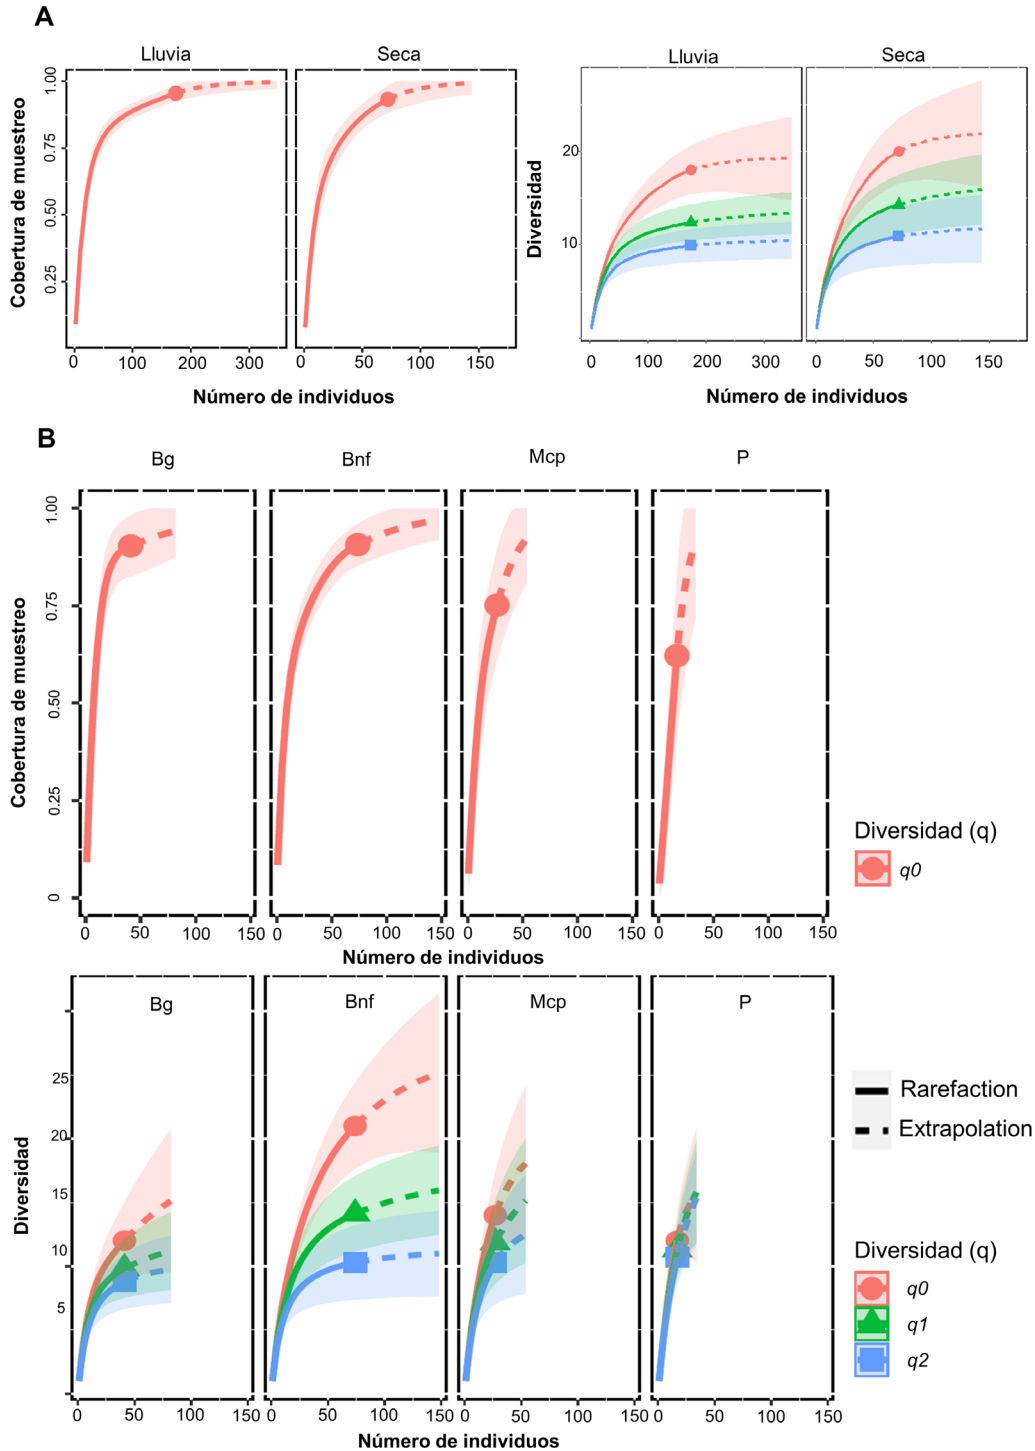 A
Lluvia Seca
Lluvia Seca
Cobertura de muestreo
1.00
0.75
0.50
0.25
0 100 200 300
0 50 100 150
Número de individuos
Diversidad
20
10
0 100 200 300
0 50 100 150
Número de individuos
B
Bg Bnf Mcp P
Cobertura de muestreo
1.00
0.75
0.50
0.25
0
0 50 100 150 0 50 100 150 0 50 100 150 0 50 100 150
Número de individuos
Diversidad (q)
q0
Bg Bnf Mcp P
Diversidad
25
20
15
10
5
0 50 100 150 0 50 100 150 0 50 100 150 0 50 100 150
Número de individuos
Rarefaction
Extrapolation
Diversidad (q)
q0
q1
q2